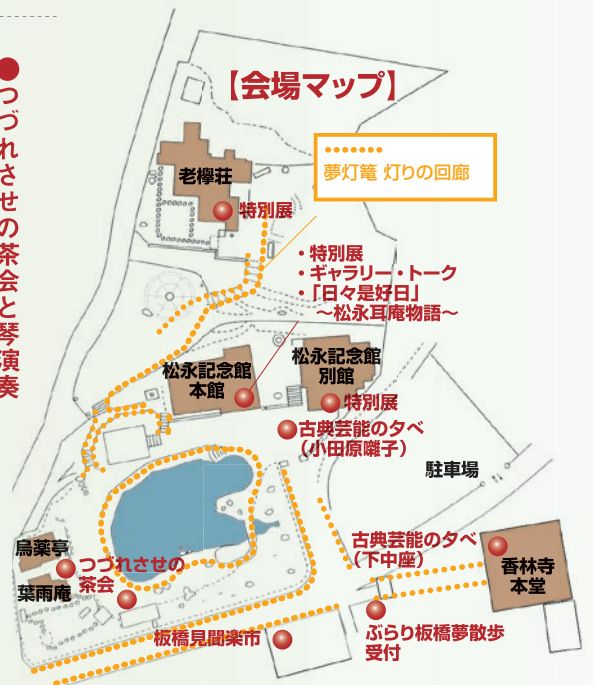 ●つづれさせの茶会と琴演奏
【会場マップ】
夢灯篭 灯りの回廊
老欅荘
特別展
・特別展
・ギャラリー・トーク
・「日々是好日」
～松永耳庵物語～
松永記念館
本館
松永記念館
別館
特別展
古典芸能の夕べ
（小田原囃子）
駐車場
古典芸能の夕べ
（下中座）
香林寺
本堂
烏薬亭
葉雨庵
つづれさせの
茶会
板橋見聞楽市
ぶらり板橋夢散歩
受付